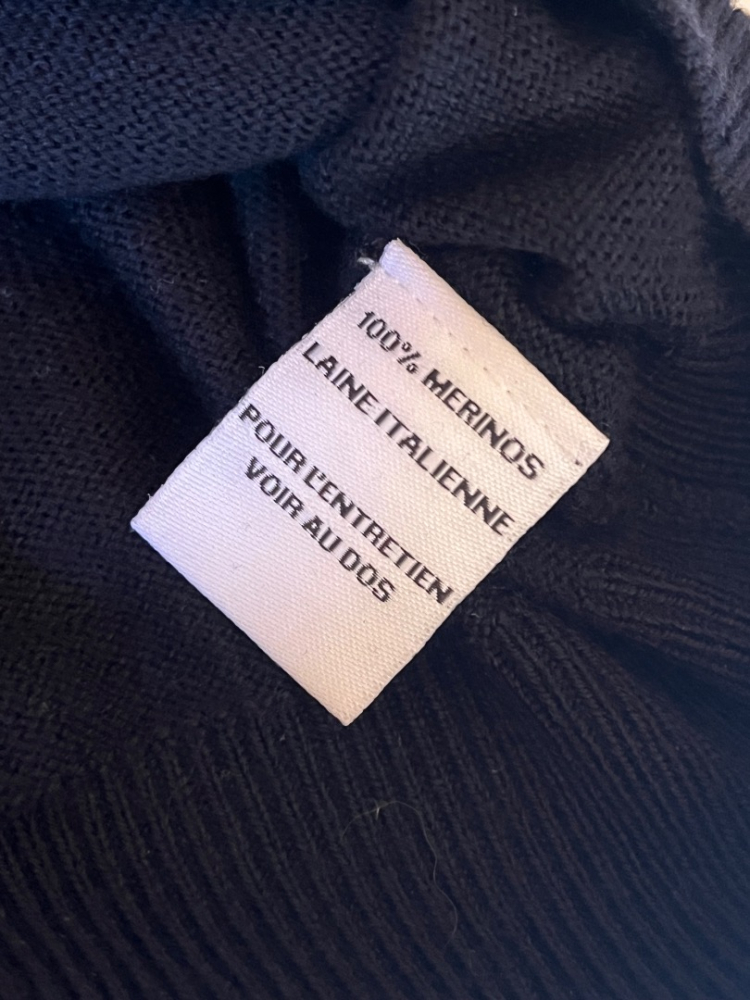 100% MERINOS
LAINE ITALIENNE
POUR L'ENTRETIEN
VOIR AU DOS